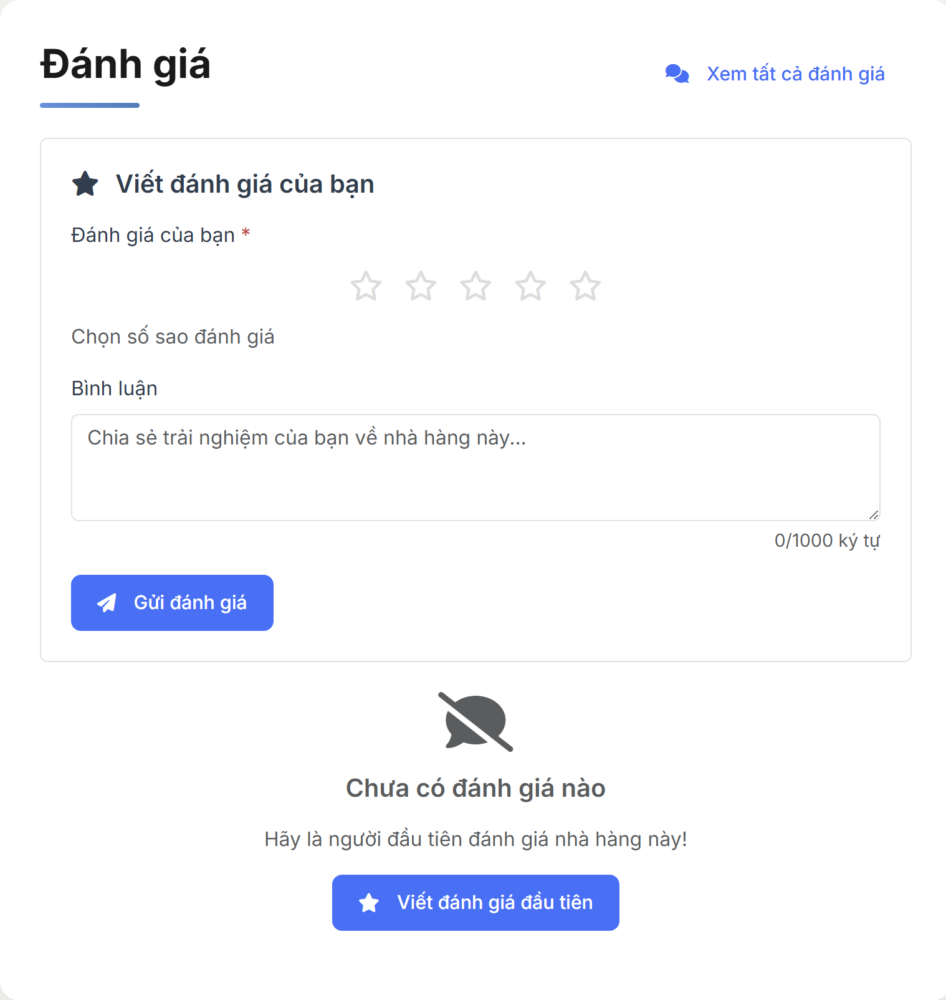 Đánh giá
Xem tất cả đánh giá
Viết đánh giá của bạn
Đánh giá của bạn *
Chọn số sao đánh giá
Bình luận
Chia sẻ trải nghiệm của bạn về nhà hàng này...
0/1000 ký tự
Gửi đánh giá
Chưa có đánh giá nào
Hãy là người đầu tiên đánh giá nhà hàng này!
Viết đánh giá đầu tiên